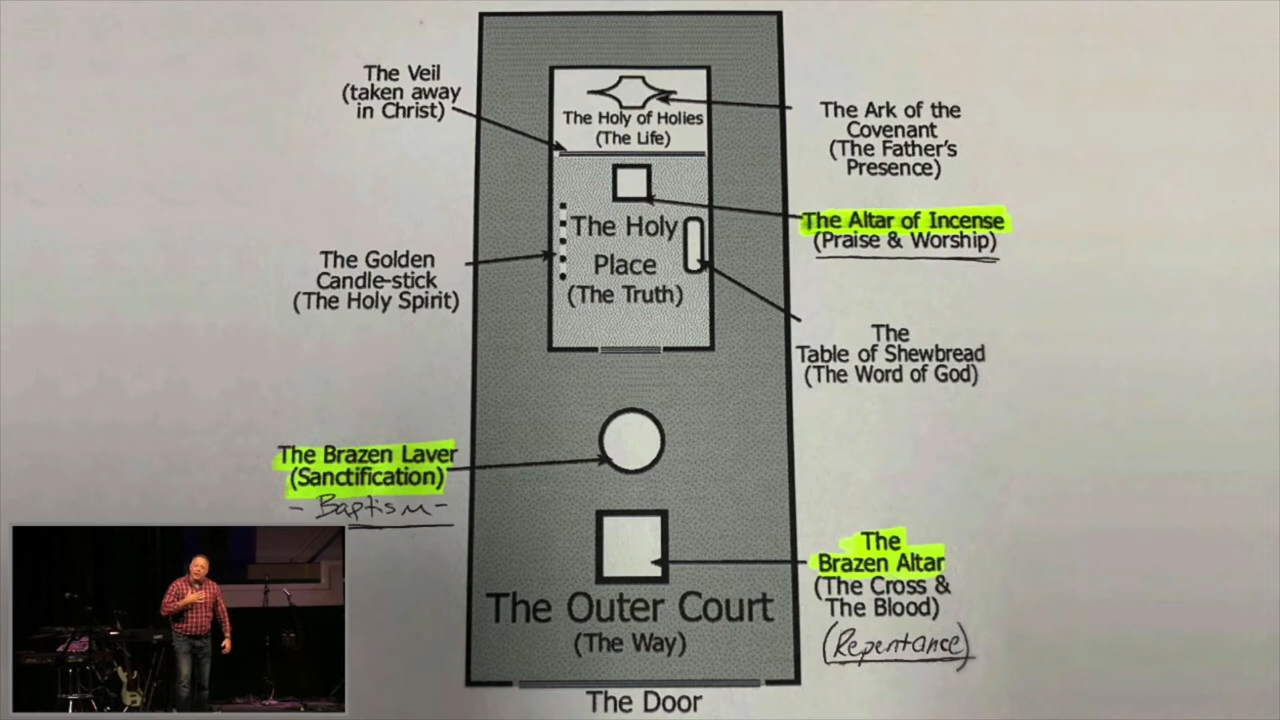 The Veil
(taken away
in Christ)
The Holy of Holies
(The Life)
The Ark of the
Covenant
(The Father's
Presence)
The Altar of Incense
(Praise & Worship)
The Golden
Candle-stick
(The Holy Spirit)
The Holy
Place
(The Truth)
The
Table of Shewbread
(The Word of God)
The Brazen Laver
(Sanctification)
- Baptism -
The
Brazen Altar
(The Cross &
The Blood)
(Repentance)
The Outer Court
(The Way)
The Door